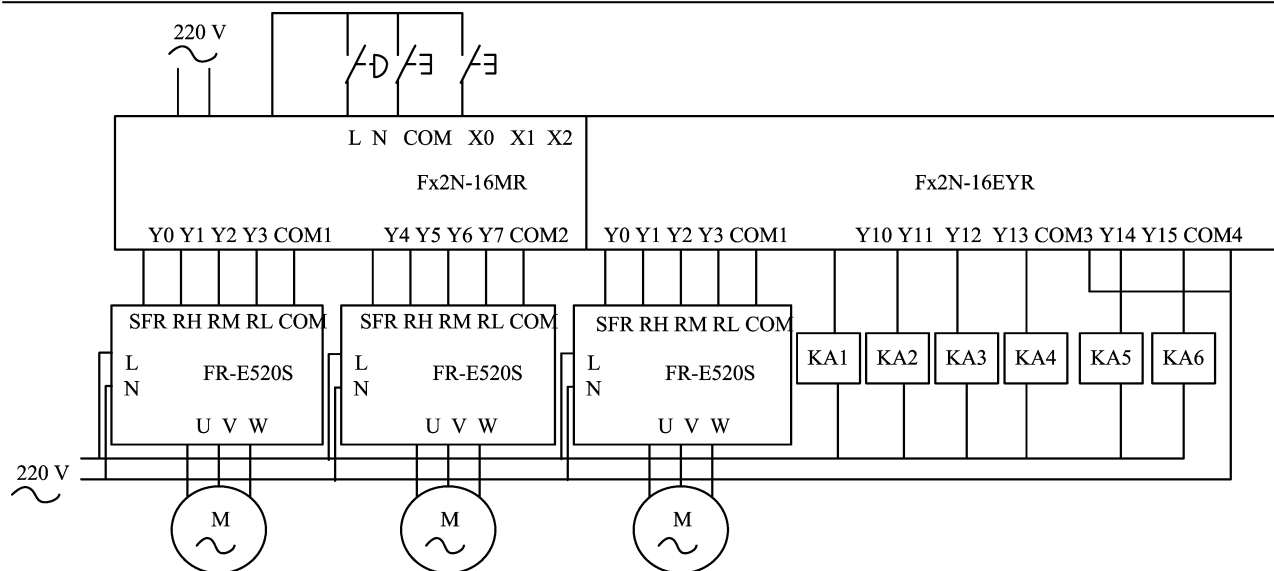 220 V
L N COM X0 X1 X2
Fx2N-16MR
Fx2N-16EYR
Y0 Y1 Y2 Y3 COM1 Y4 Y5 Y6 Y7 COM2 Y0 Y1 Y2 Y3 COM1 Y10 Y11 Y12 Y13 COM3 Y14 Y15 COM4
SFR RH RM RL COM
L
N
FR-E520S
U V W
SFR RH RM RL COM
L
N
FR-E520S
U V W
SFR RH RM RL COM
L
N
FR-E520S
U V W
KA1 KA2 KA3 KA4 KA5 KA6
220 V
M M M